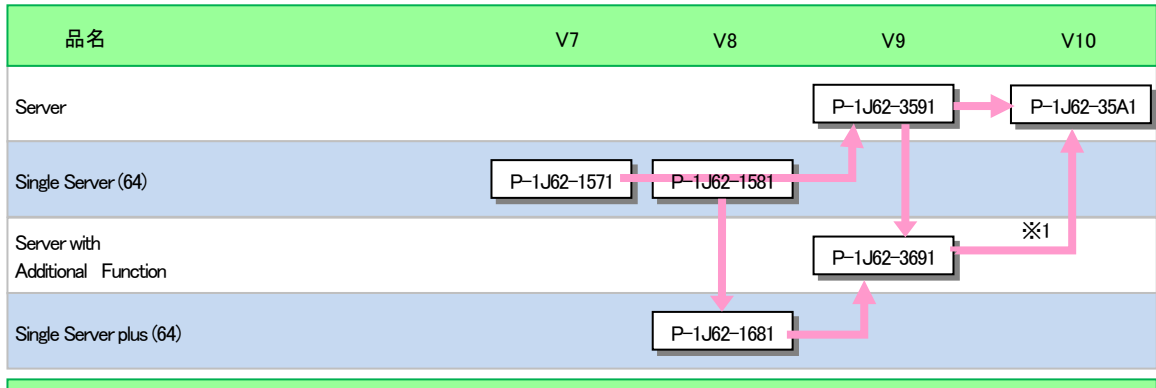 品名 V7 V8 V9 V10
Server P-1J62-3591 P-1J62-35A1
Single Server(64) P-1J62-1571 P-1J62-1581
Server with
Additional Function P-1J62-3691 ※1
Single Server plus(64) P-1J62-1681